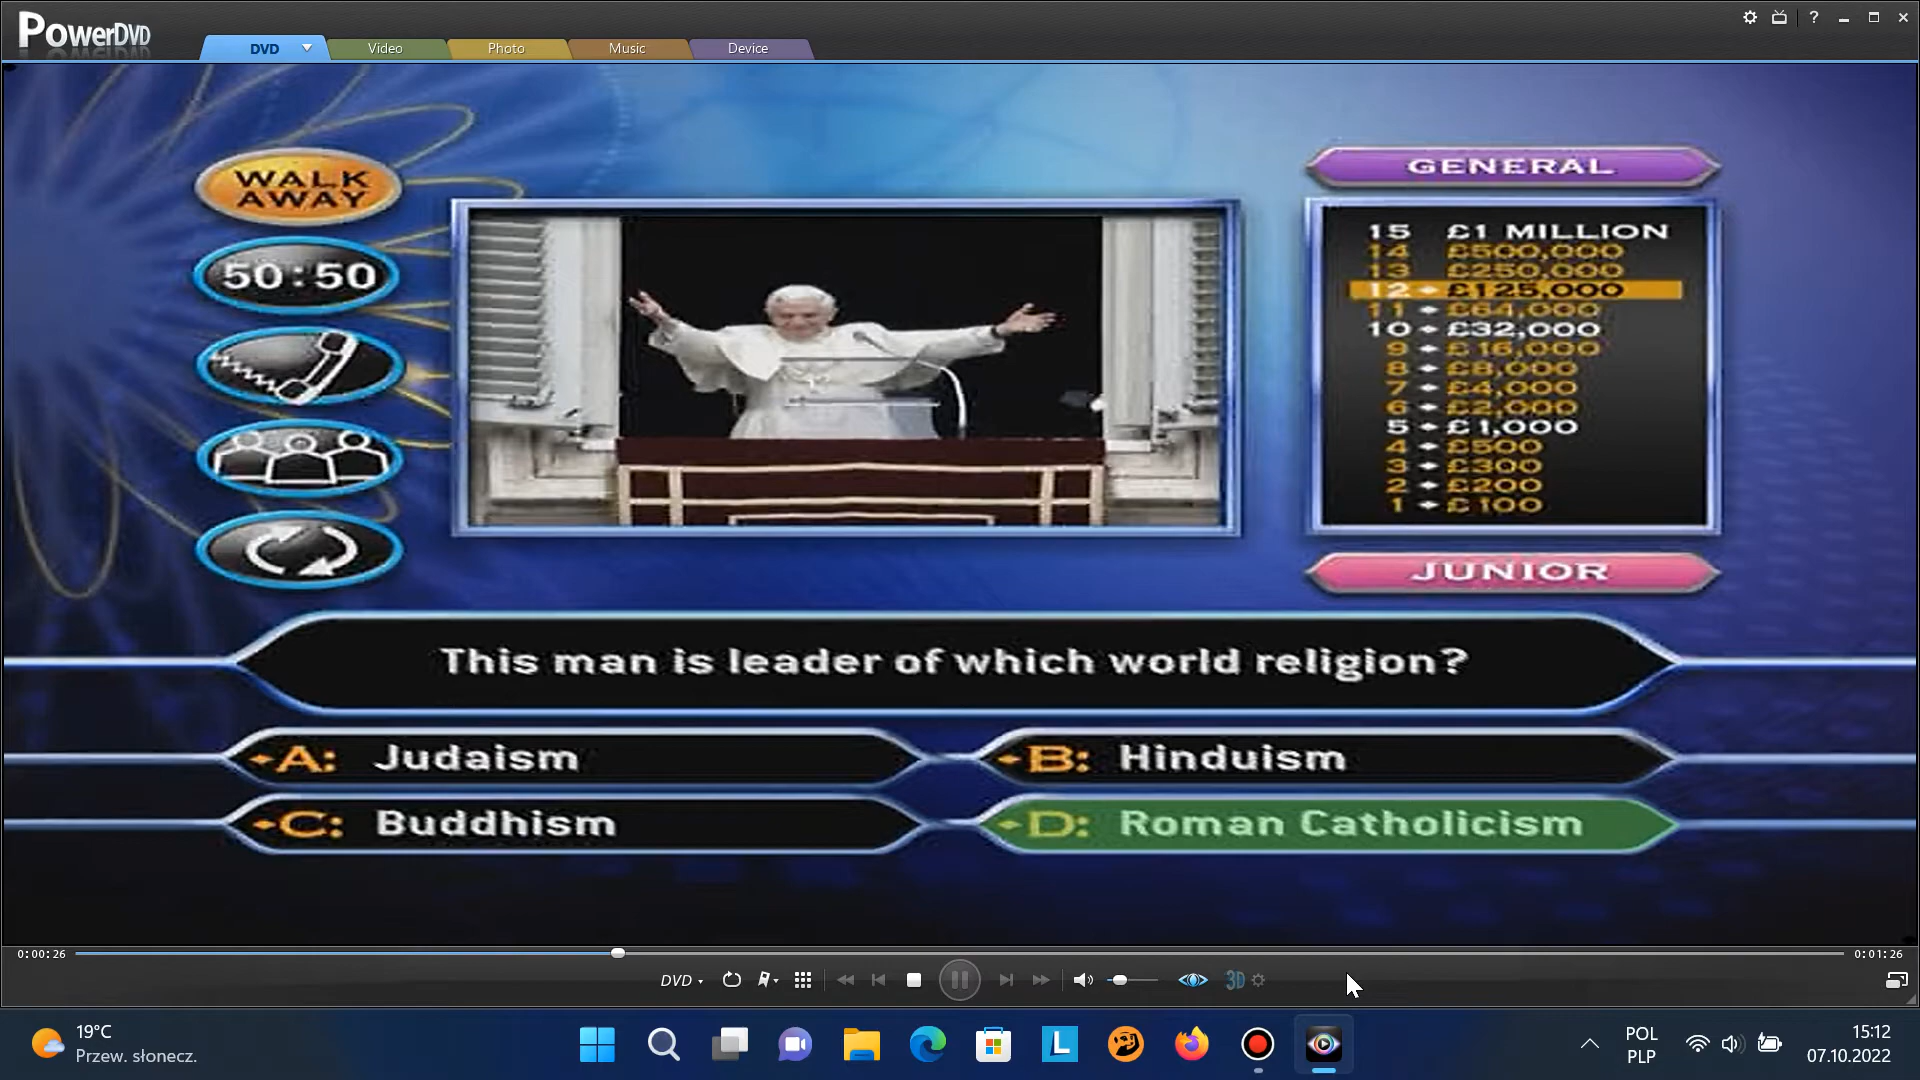 PowerDVD
DVD
Video
Photo
Music
Device
?
WALK
AWAY
50:50
GENERAL
15 £1 MILLION
14 £500,000
13 £250,000
12 £125,000
11 £64,000
10 £32,000
9 £16,000
8 £8,000
7 £4,000
6 £2,000
5 £1,000
4 £500
3 £300
2 £200
1 £100
JUNIOR
This man is leader of which world religion?
A: Judaism
B: Hinduism
C: Buddhism
D: Roman Catholicism
0:00:26
0:01:26
DVD
3D
19°C
Przew. słonecz.
L
POL
PLP
15:12
07.10.2022